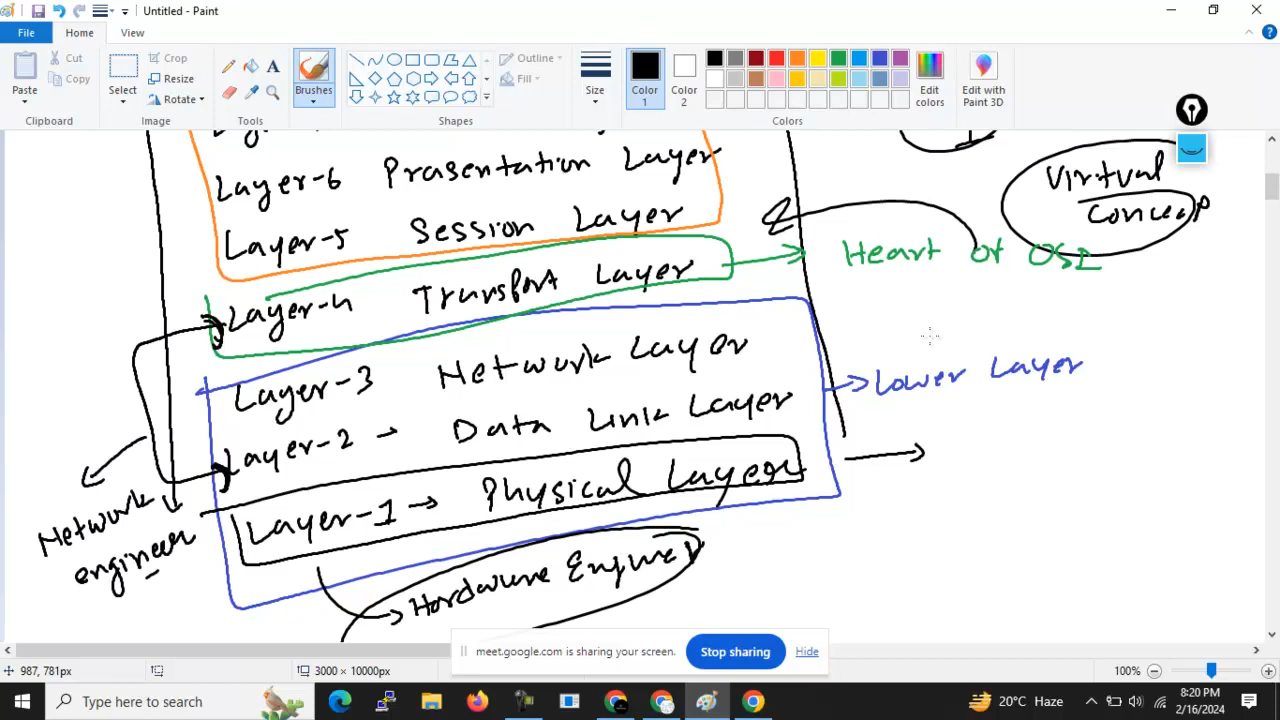 Untitled - Paint
File Home View
Paste
Cut
Copy
Clipboard
Select
Crop
Resize
Rotate
Image
Tools
Brushes
Shapes
Outline
Fill
Size
Color 1
Color 2
Colors
Edit colors
Edit with Paint 3D
Layer-6 Prasentation Layer
Layer-5 Session Layer
Virtual
Concep
Layer-4 Transport Layer
Heart of OSI
Layer-3 Network Layer
Lower Layer
Layer-2 Data Link Layer
Layer-1 Physical Layer
Network engineer
Hardware Engineer
meet.google.com is sharing your screen.
Stop sharing
Hide
987, 781px
3000 × 10000px
100%
Type here to search
20°C Haze
8:20 PM
2/16/2024